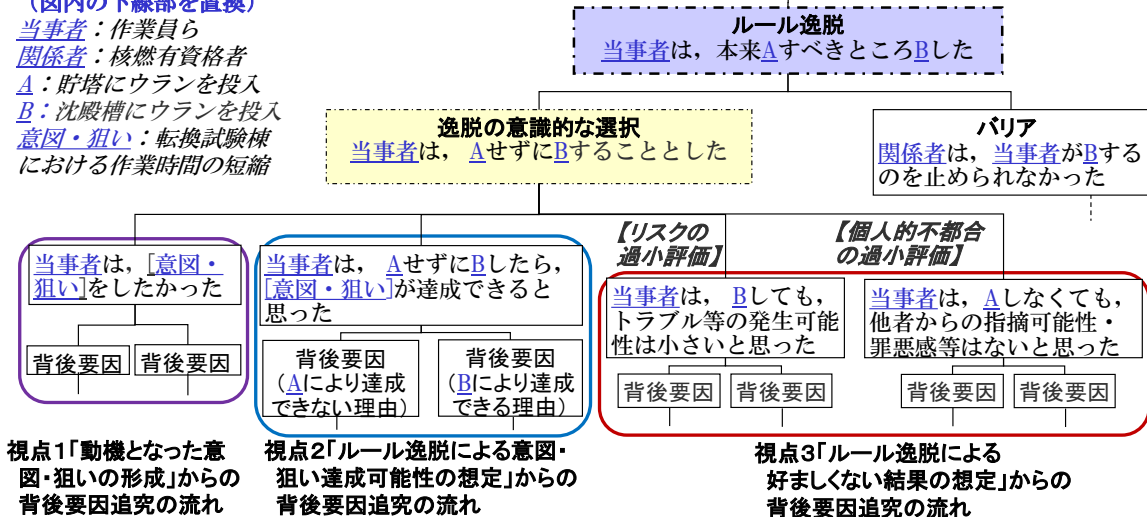 (図内の下線部を置換)
当事者：作業員ら
関係者：核燃有資格者
A：貯塔にウランを投入
B：沈殿槽にウランを投入
意図・狙い：転換試験棟
における作業時間の短縮
ルール逸脱
当事者は，本来AすべきところBした
逸脱の意識的な選択
当事者は， AせずにBすることとした
バリア
関係者は，当事者がBする
のを止められなかった
当事者は，[意図・
狙い]をしたかった
背後要因
背後要因
当事者は， AせずにBしたら，
[意図・狙い]が達成できると
思った
背後要因
(Aにより達成
できない理由)
背後要因
(Bにより達成
できる理由)
【リスクの
過小評価】
当事者は， Bしても，
トラブル等の発生可能
性は小さいと思った
背後要因
背後要因
【個人的不都合
の過小評価】
当事者は，Aしなくても，
他者からの指摘可能性・
罪悪感等はないと思った
背後要因
背後要因
視点1「動機となった意
図・狙いの形成」からの
背後要因追究の流れ
視点2「ルール逸脱による意図・
狙い達成可能性の想定」からの
背後要因追究の流れ
視点3「ルール逸脱による
好ましくない結果の想定」からの
背後要因追究の流れ